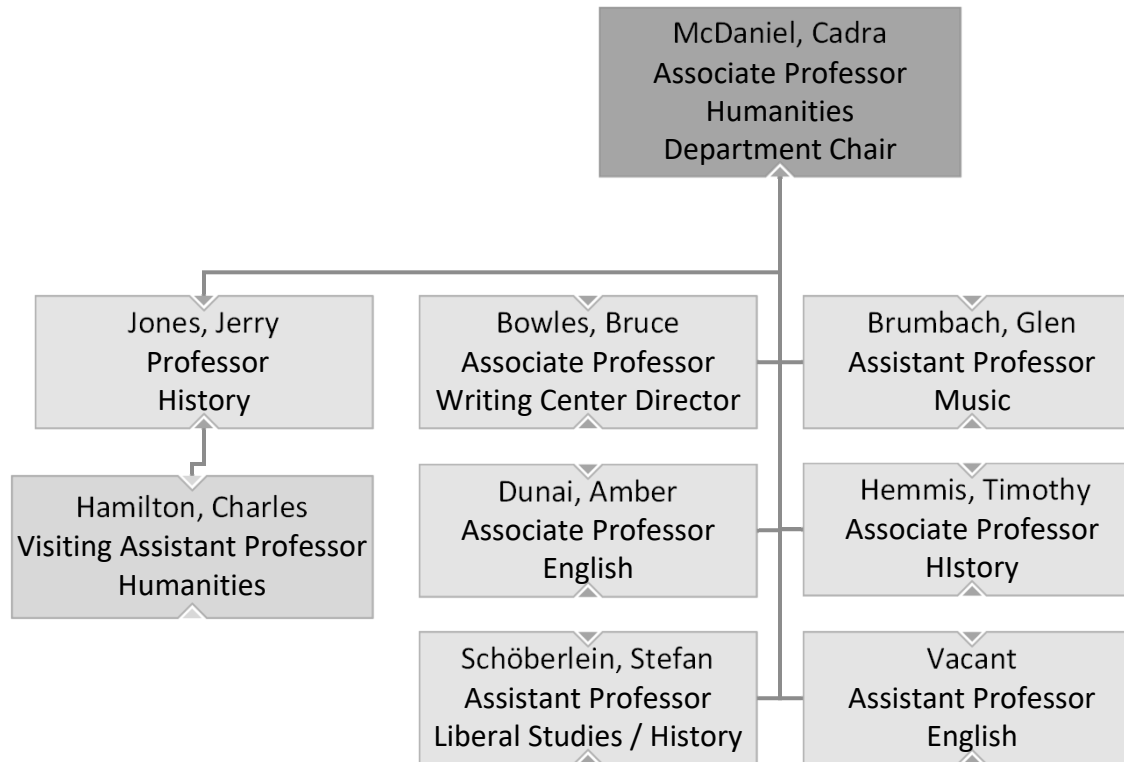 McDaniel, Cadra
Associate Professor
Humanities
Department Chair
Jones, Jerry
Professor
History
Bowles, Bruce
Associate Professor
Writing Center Director
Brumbach, Glen
Assistant Professor
Music
Hamilton, Charles
Visiting Assistant Professor
Humanities
Dunai, Amber
Associate Professor
English
Hemmis, Timothy
Associate Professor
HIstory
Schöberlein, Stefan
Assistant Professor
Liberal Studies / History
Vacant
Assistant Professor
English